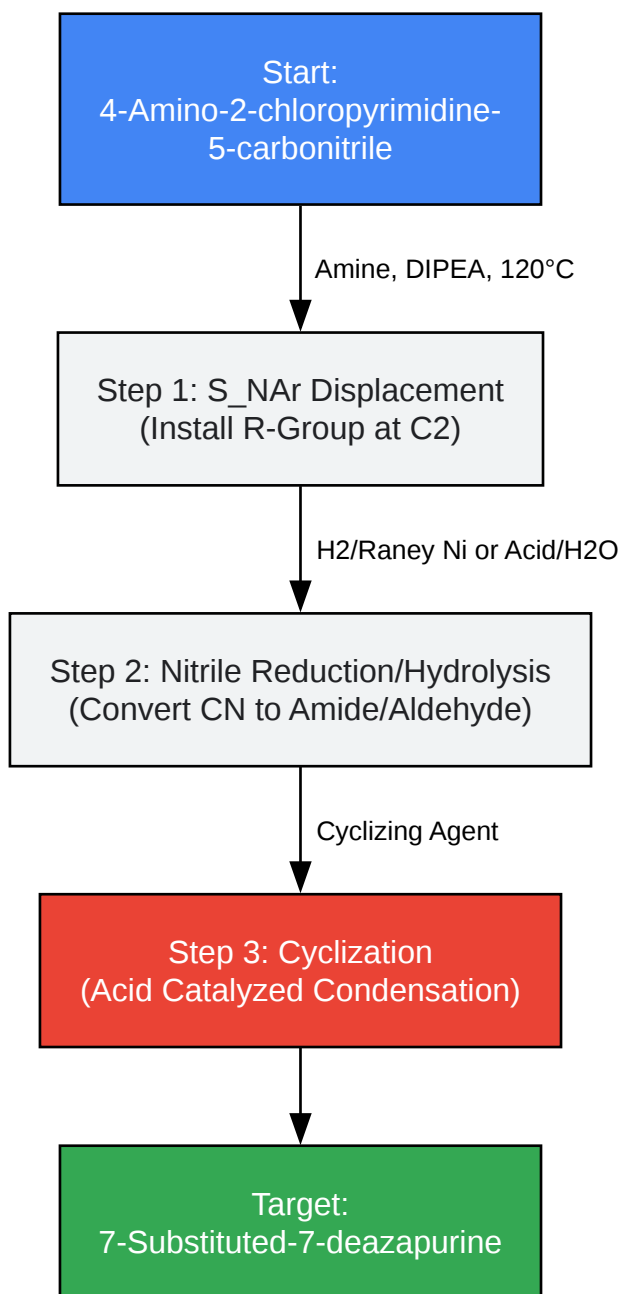 Start:
4-Amino-2-chloropyrimidine-
5-carbonitrile
Amine, DIPEA, 120°C
Step 1: S_NAr Displacement
(Install R-Group at C2)
H2/Raney Ni or Acid/H2O
Step 2: Nitrile Reduction/Hydrolysis
(Convert CN to Amide/Aldehyde)
Cyclizing Agent
Step 3: Cyclization
(Acid Catalyzed Condensation)
Target:
7-Substituted-7-deazapurine